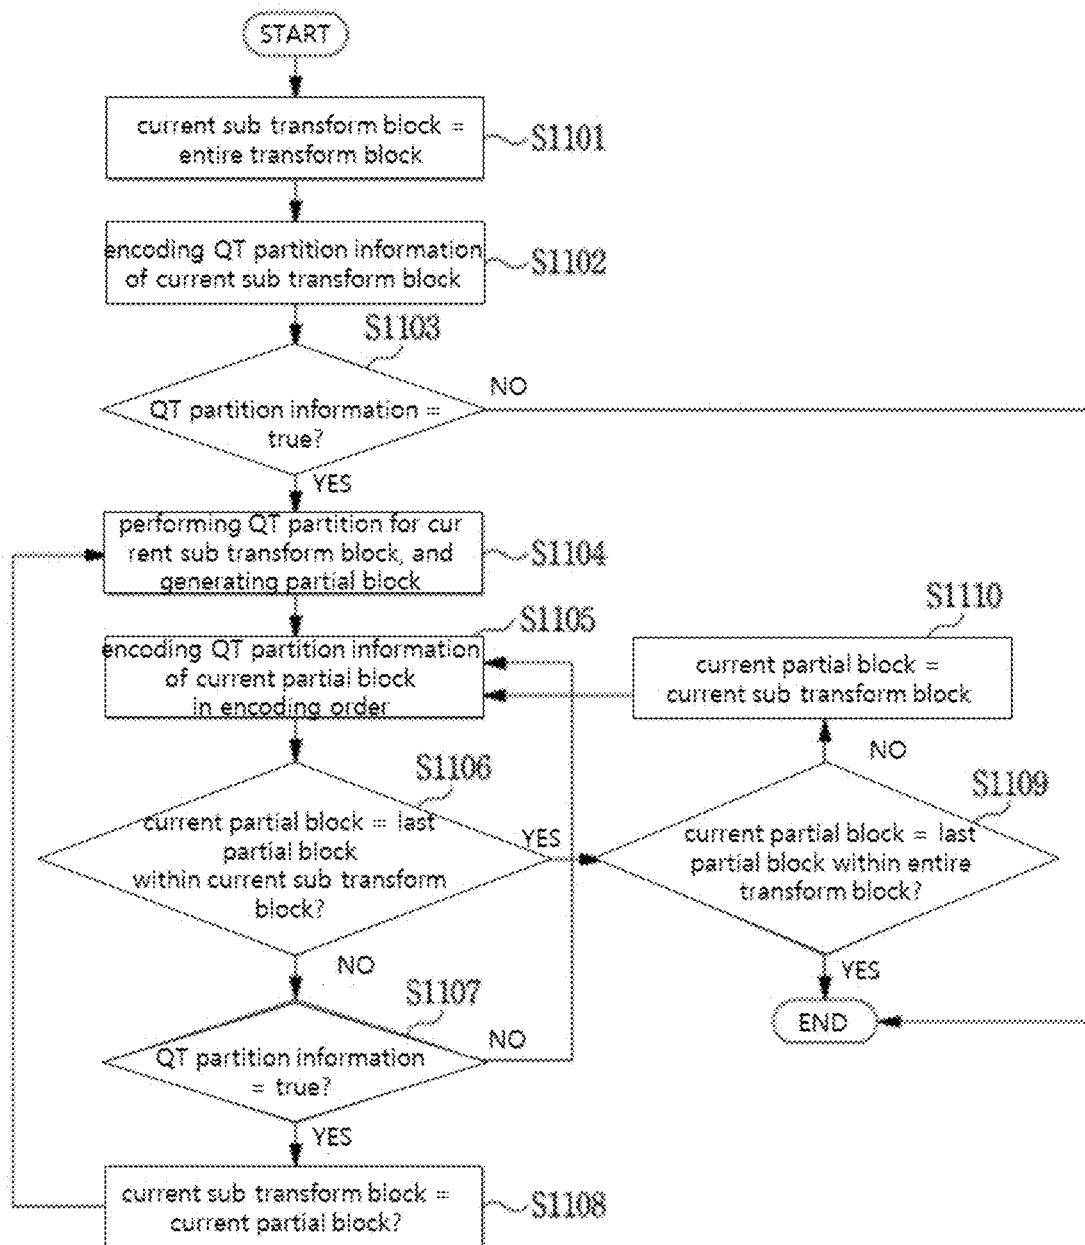 START
current sub transform block =
entire transform block
S1101
encoding QT partition information
of current sub transform block
S1102
S1103
QT partition information =
true?
NO
YES
performing QT partition for cur
rent sub transform block, and
generating partial block
S1104
S1105
encoding QT partition information
of current partial block
in encoding order
S1110
current partial block =
current sub transform block
NO
S1106
current partial block = last
partial block
within current sub transform
block?
YES
S1109
current partial block = last
partial block within entire
transform block?
YES
END
NO
S1107
QT partition information
= true?
NO
YES
current sub transform block =
current partial block?
S1108